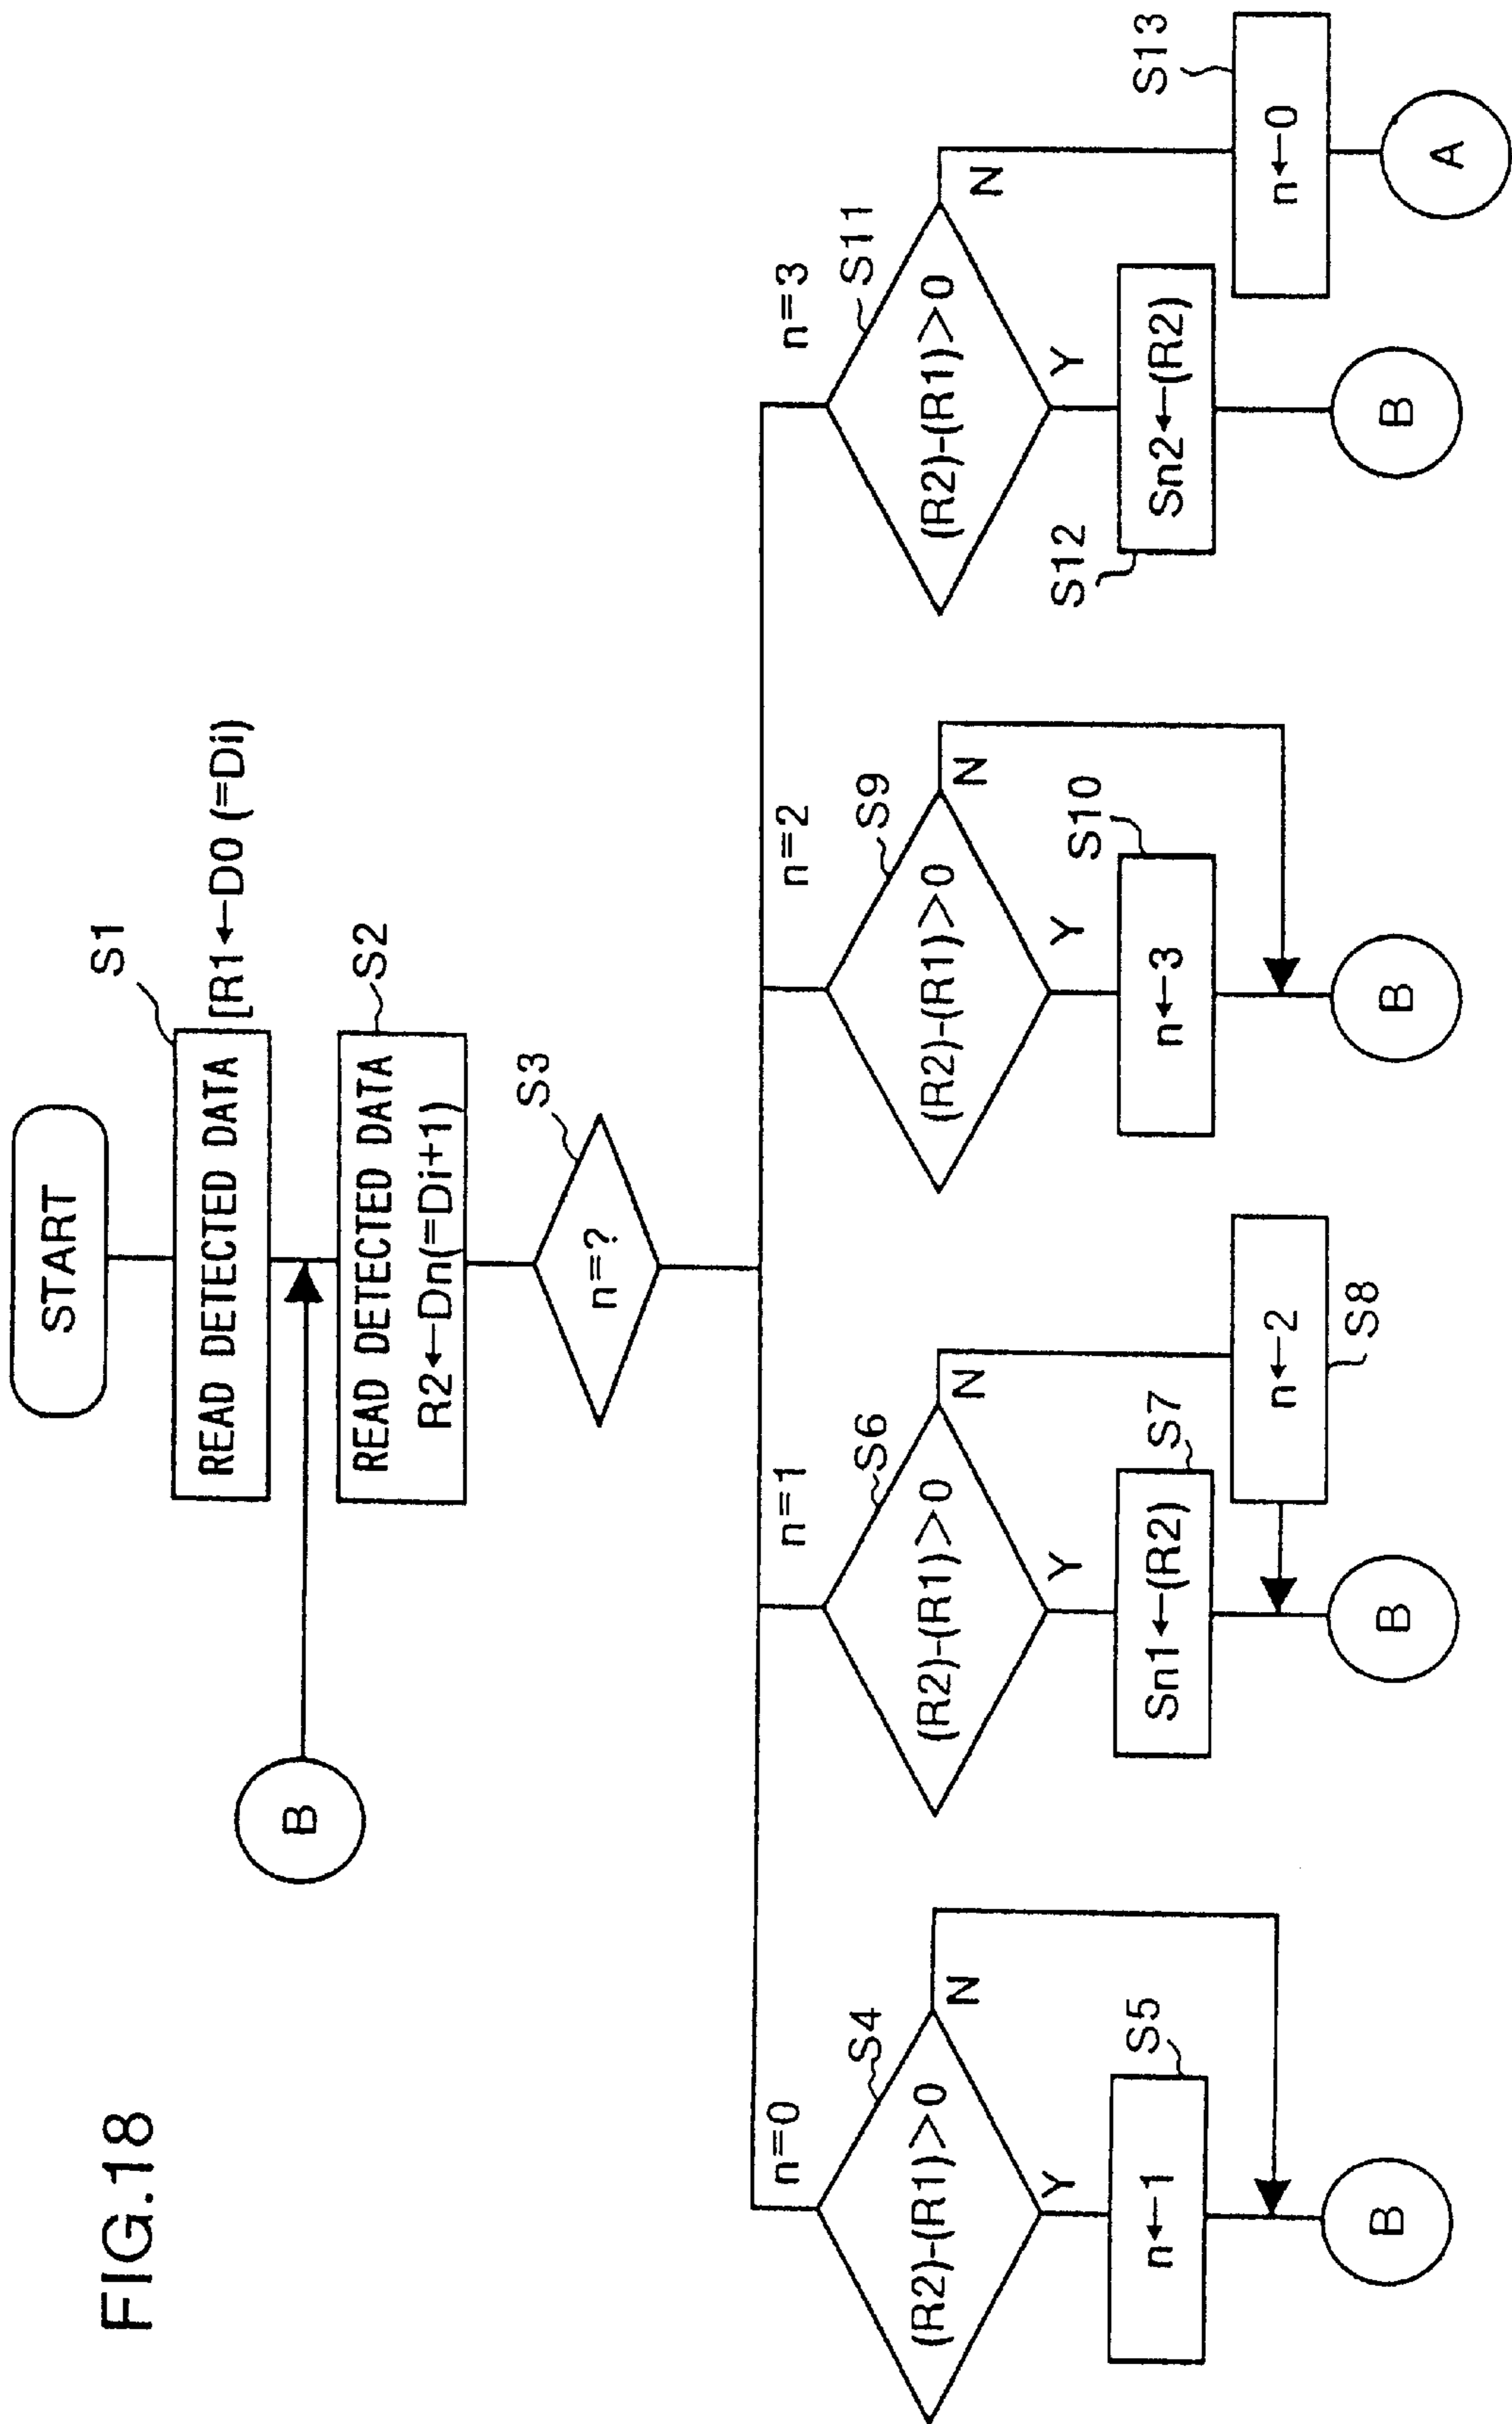 FIG.18
START
S1
READ DETECTED DATA
[R1←D0 (=Di)
B
S2
READ DETECTED DATA
R2←Dn(=Di+1)
S3
n=?
n=0
S4
(R2)-(R1)>0
N
Y
S5
n←1
B
n=1
S6
(R2)-(R1)>0
N
Y
S7
Sn1←(R2)
n←2
S8
B
n=2
S9
(R2)-(R1)>0
N
Y
S10
n←3
B
n=3
S11
(R2)-(R1)>0
N
Y
S12
Sn2←(R2)
B
S13
n←0
A